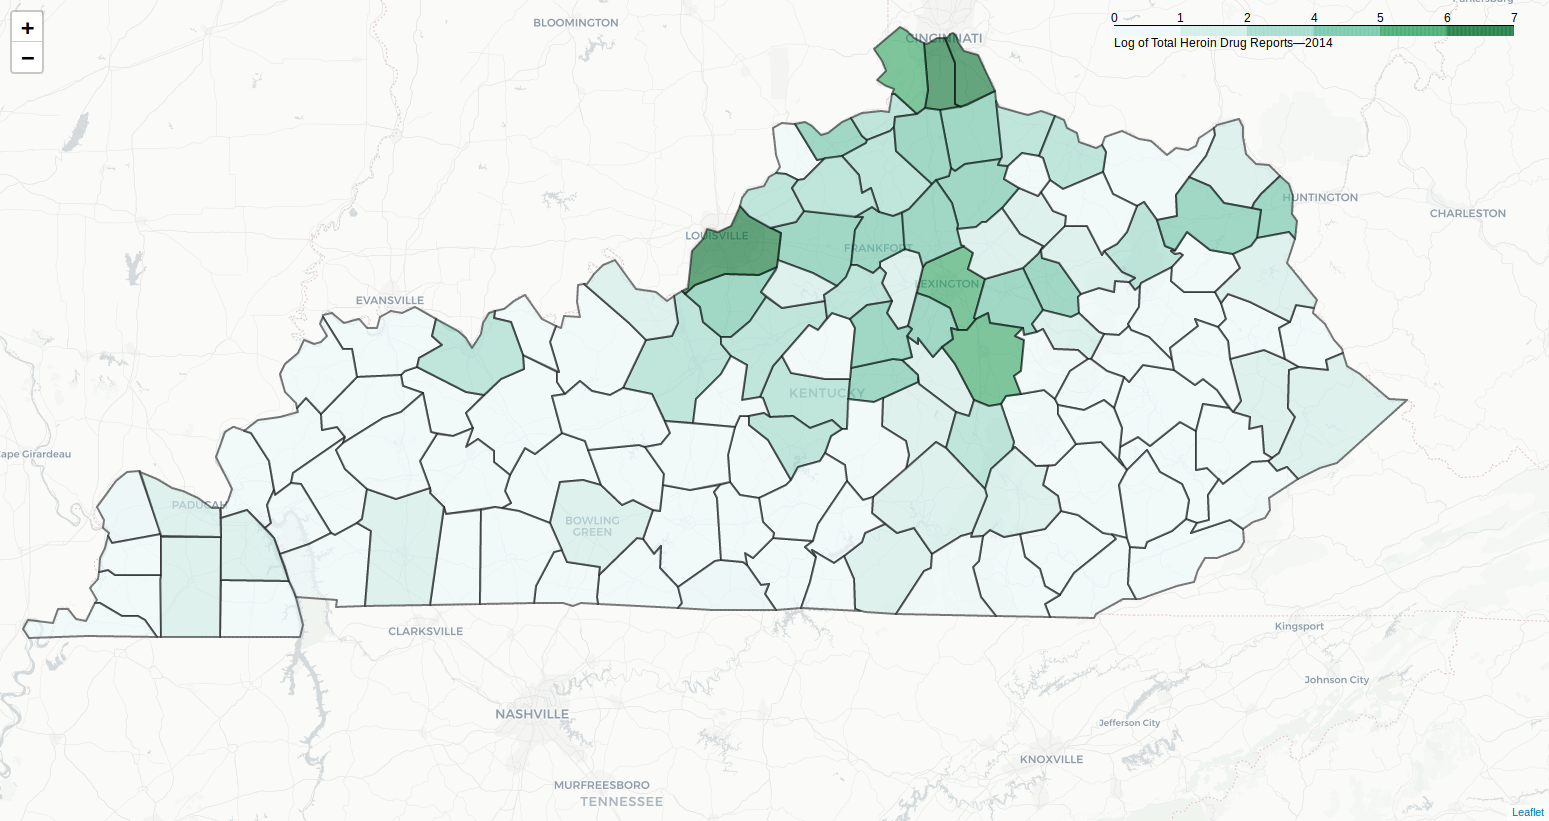 +
−
BLOOMINGTON
0 1 2 4 5 6 7
Log of Total Heroin Drug Reports—2014
CINCINNATI
HUNTINGTON
CHARLESTON
LOUISVILLE
FRANKFORT
LEXINGTON
EVANSVILLE
KENTUCKY
Cape Girardeau
PADUCAH
BOWLING
GREEN
CLARKSVILLE
Kingsport
Johnson City
NASHVILLE
Jefferson City
KNOXVILLE
MURFREESBORO
TENNESSEE
Leaflet